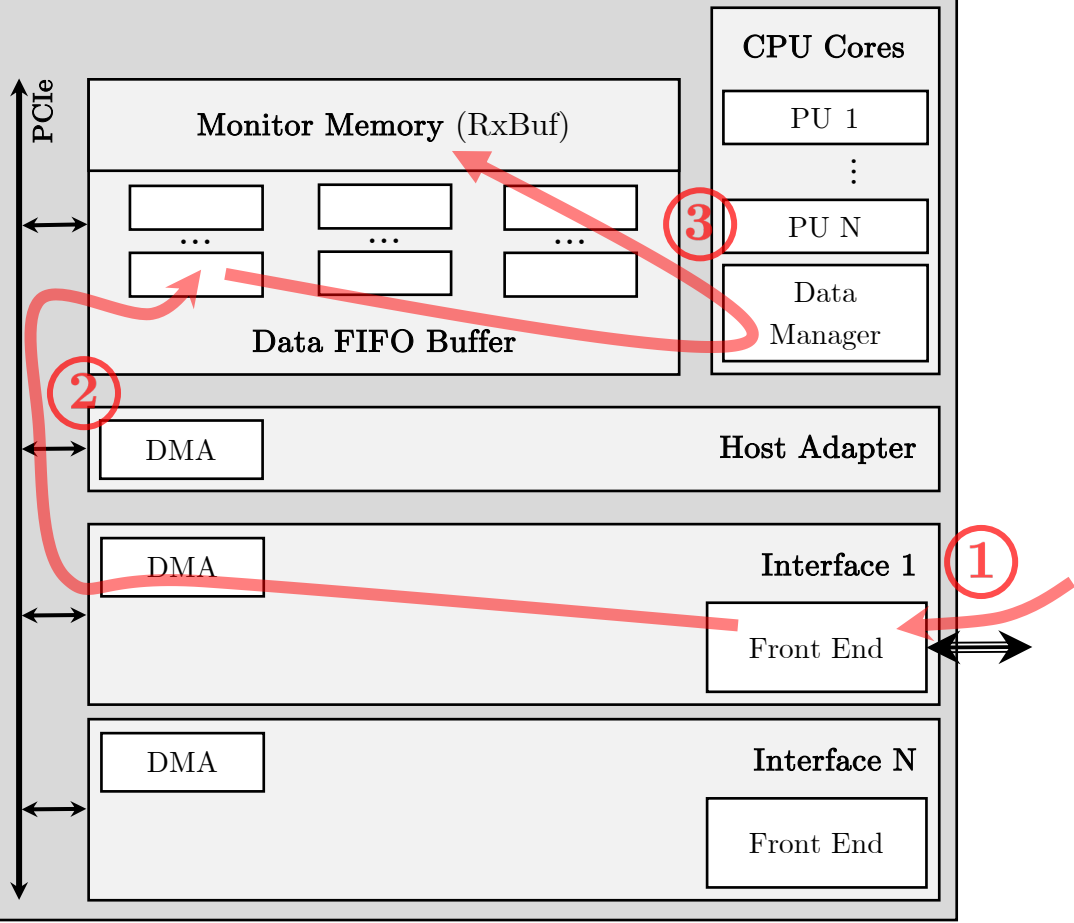 CPU Cores
PCIe
Monitor Memory (RxBuf)
PU 1
⋮
...
...
...
3
PU N
Data
Manager
Data FIFO Buffer
2
DMA
Host Adapter
DMA
Interface 1
1
Front End
DMA
Interface N
Front End